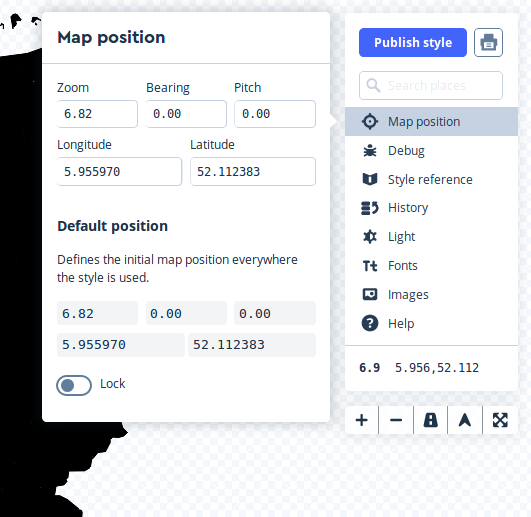 Map position
Zoom Bearing Pitch
6.82 0.00 0.00
Longitude Latitude
5.955970 52.112383
Default position
Defines the initial map position everywhere
the style is used.
6.82 0.00 0.00
5.955970 52.112383
Lock
Publish style
Search places
Map position
Debug
Style reference
History
Light
Tt Fonts
Images
? Help
6.9 5.956,52.112